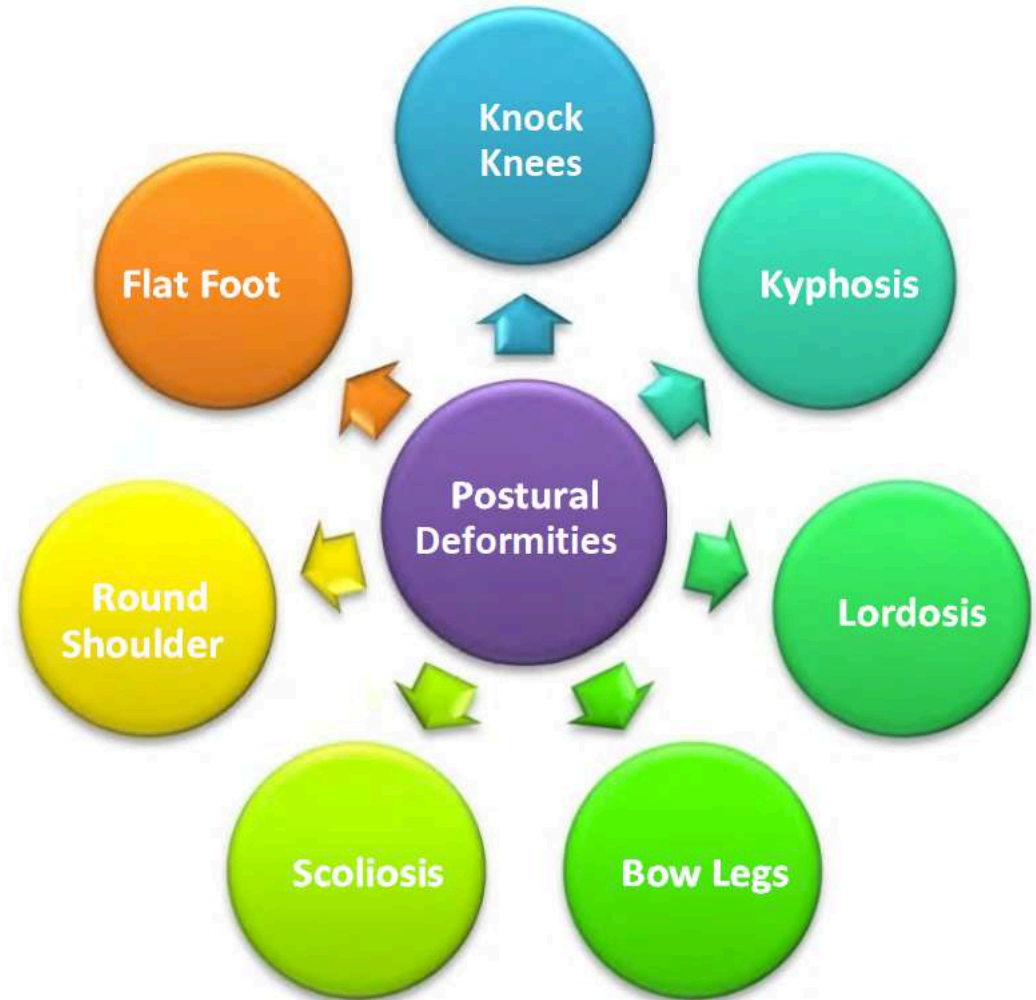 Knock
Knees
Kyphosis
Lordosis
Bow Legs
Scoliosis
Round
Shoulder
Flat Foot
Postural
Deformities